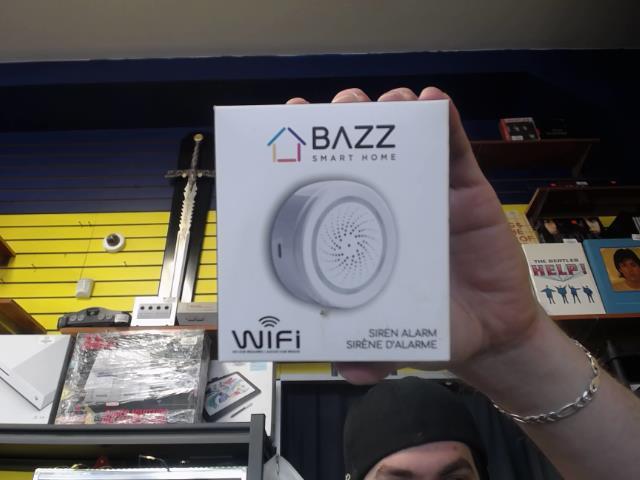 BAZZ
SMART HOME
WiFi
SIREN ALARM
SIRÈNE D'ALARME
THE BEATLES
HELP!